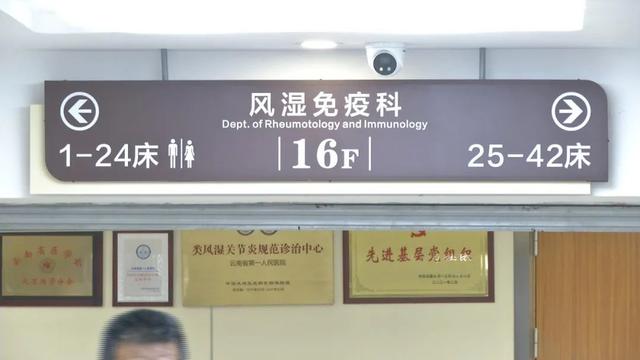 风湿免疫科
Dept. of Rheumotology and Immunology
1-24床
16F
25-42床
类风湿关节炎规范诊治中心
云南省第一人民医院
先进基层党组织